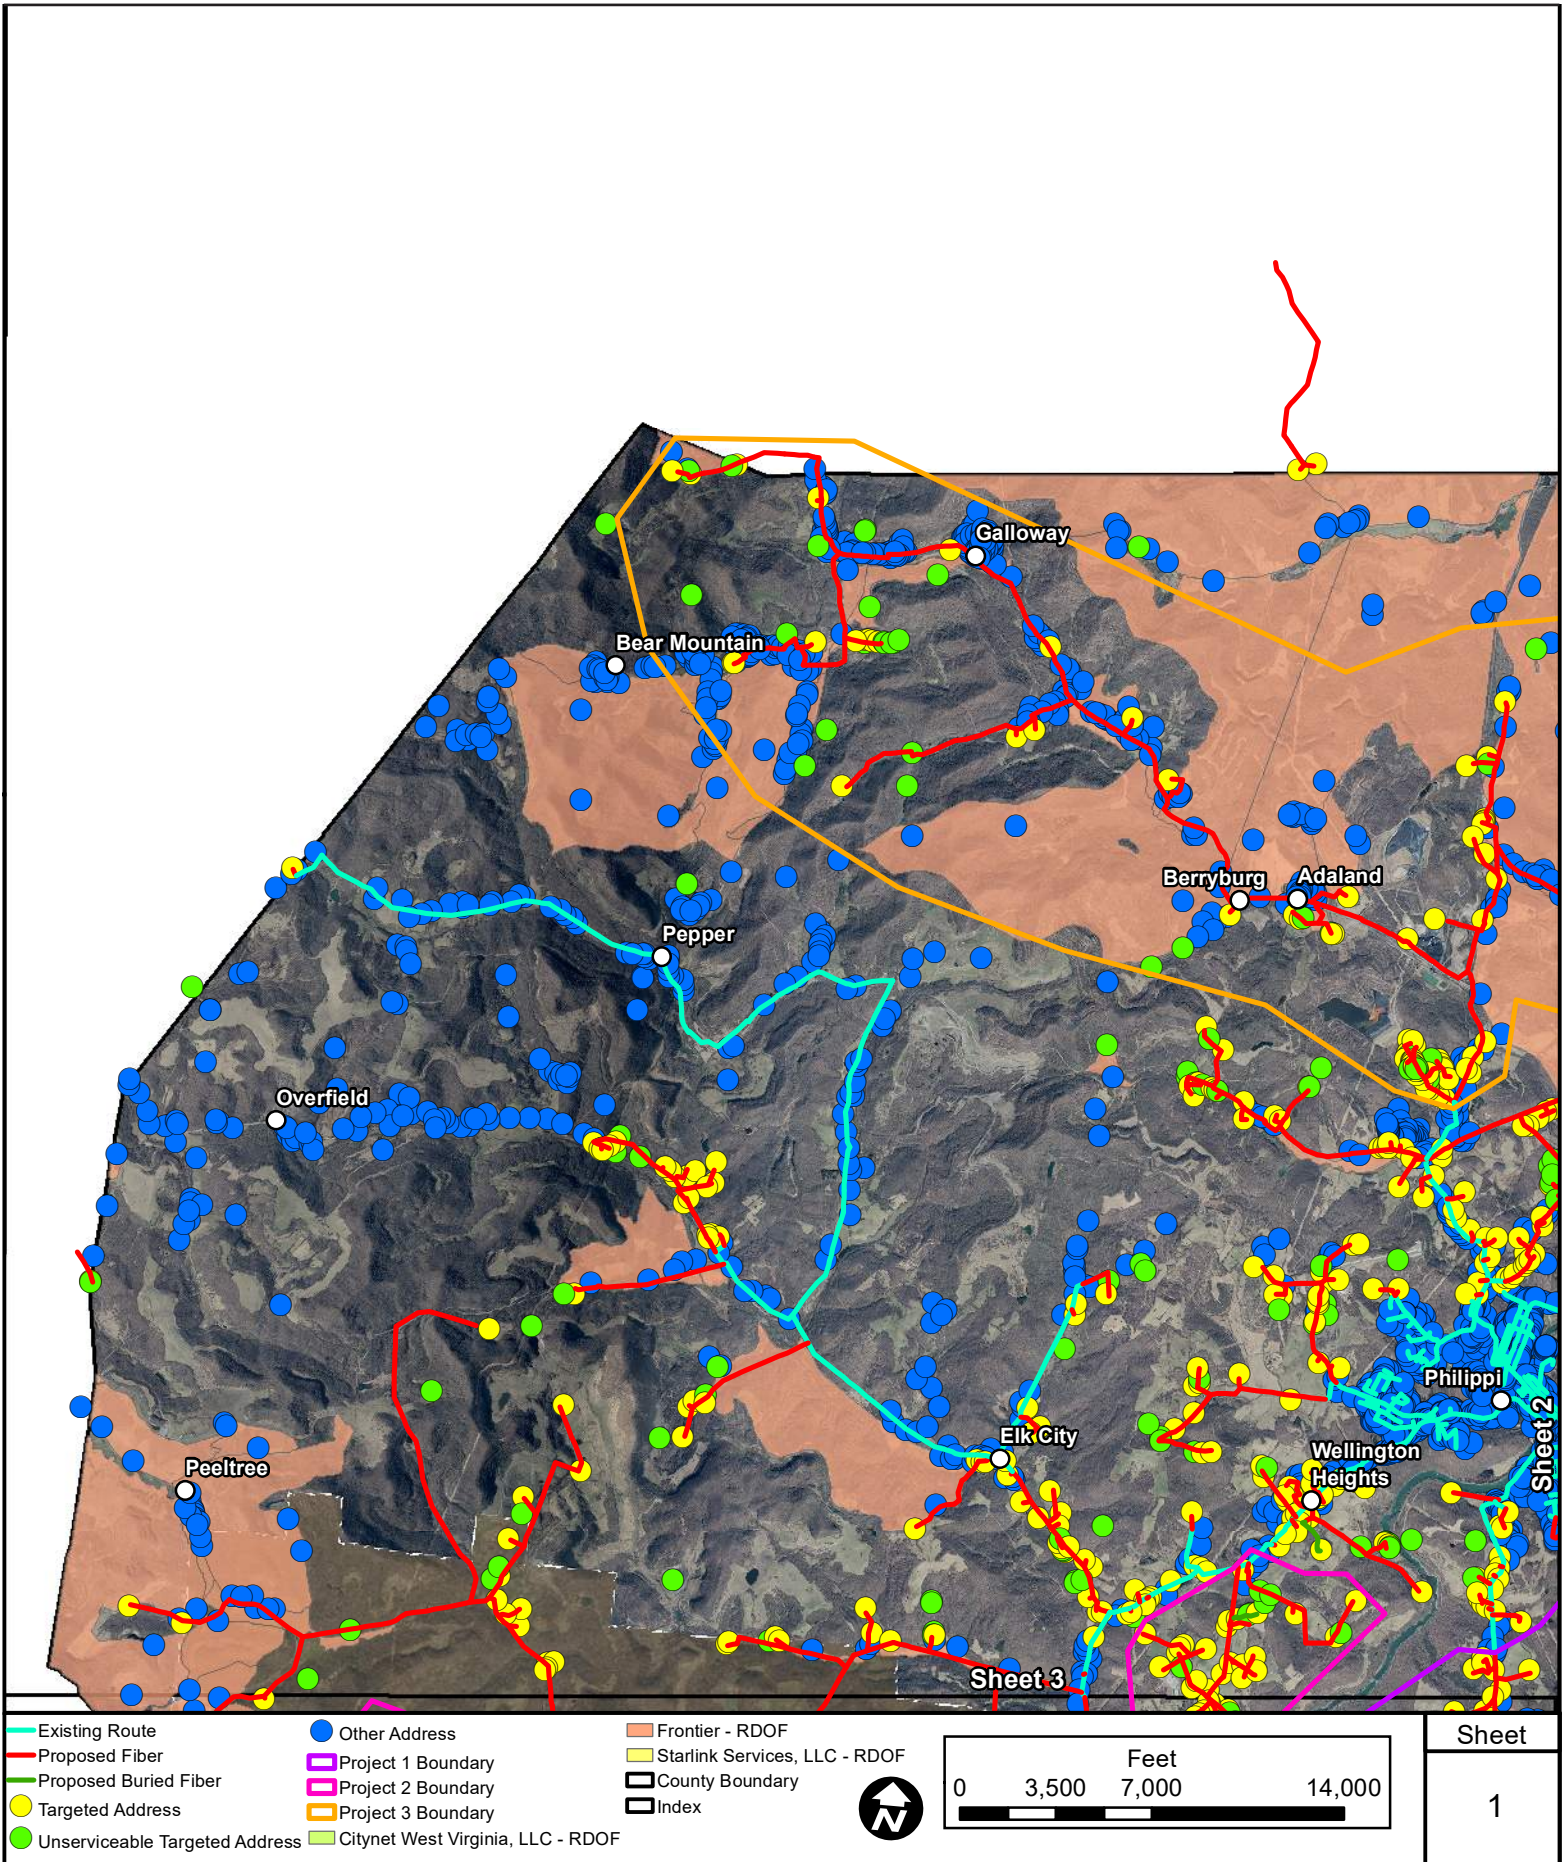 Galloway
Bear Mountain
Berryburg
Adaland
Pepper
Overfield
Philippi
Sheet 2
Elk City
Wellington
Heights
Peeltree
Sheet 3
Existing Route
Proposed Fiber
Proposed Buried Fiber
Targeted Address
Unserviceable Targeted Address
Other Address
Project 1 Boundary
Project 2 Boundary
Project 3 Boundary
Citynet West Virginia, LLC - RDOF
Frontier - RDOF
Starlink Services, LLC - RDOF
County Boundary
Index
N
Feet
0 3,500 7,000 14,000
Sheet
1